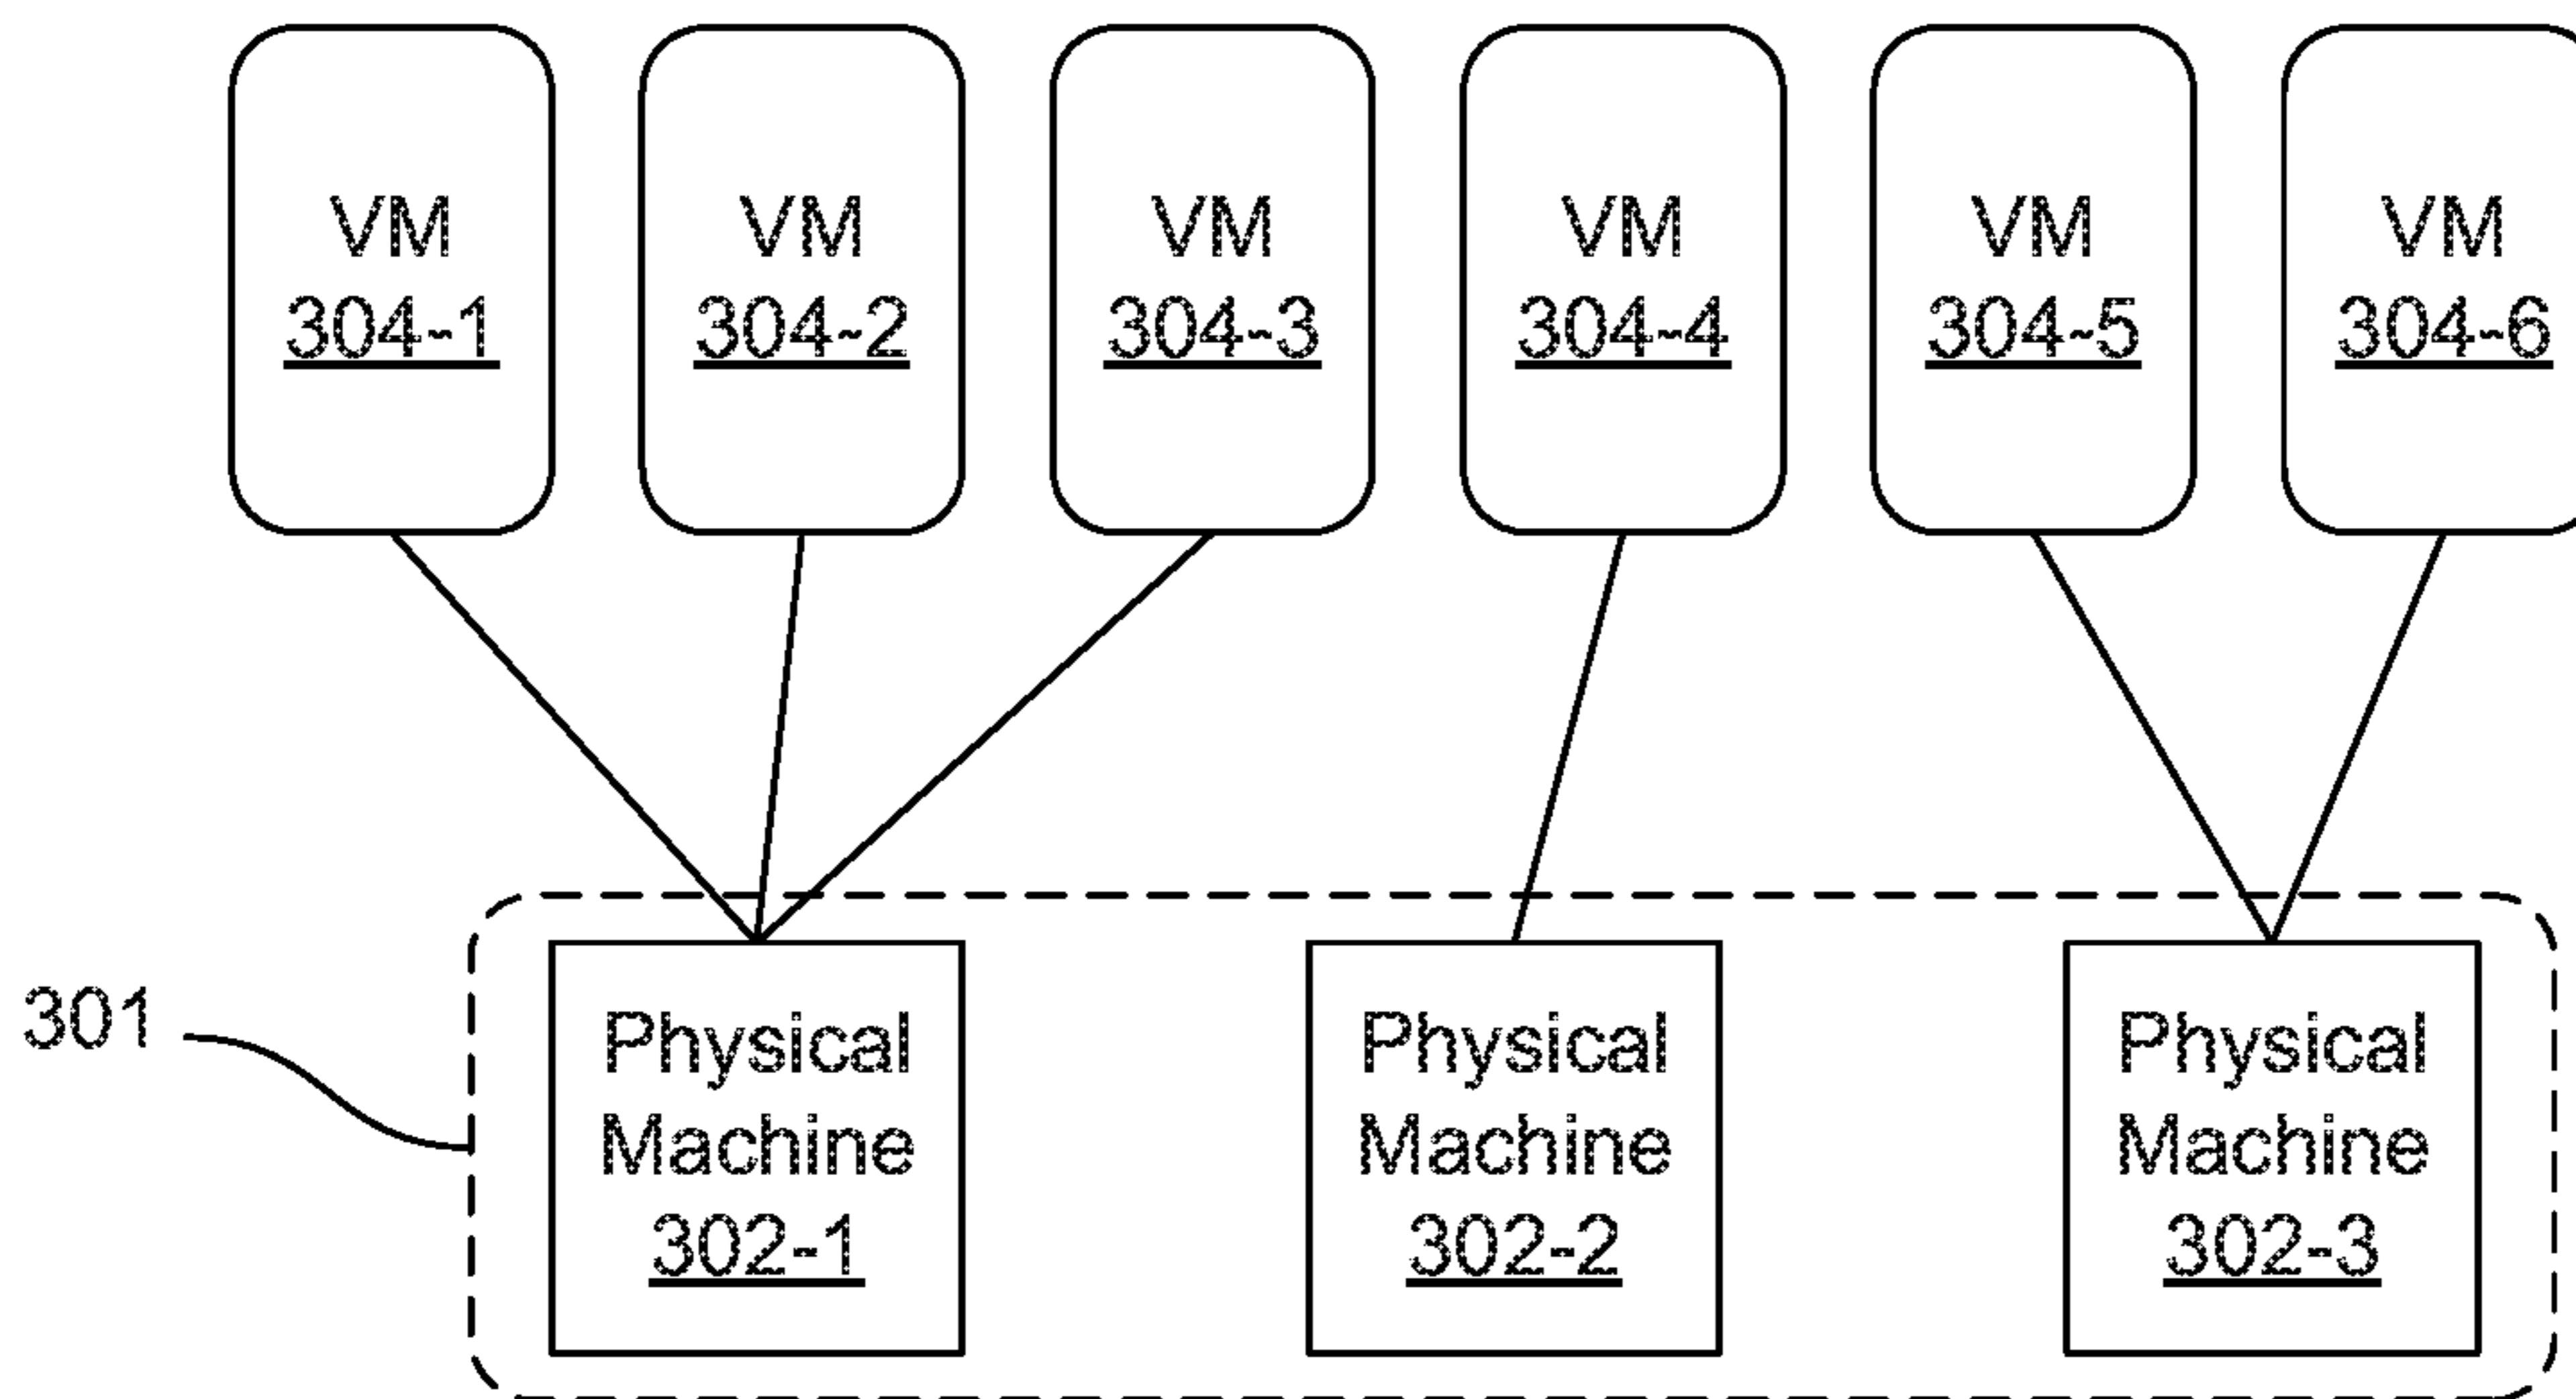 VM
304-1
VM
304-2
VM
304-3
VM
304-4
VM
304-5
VM
304-6
301
Physical
Machine
302-1
Physical
Machine
302-2
Physical
Machine
302-3